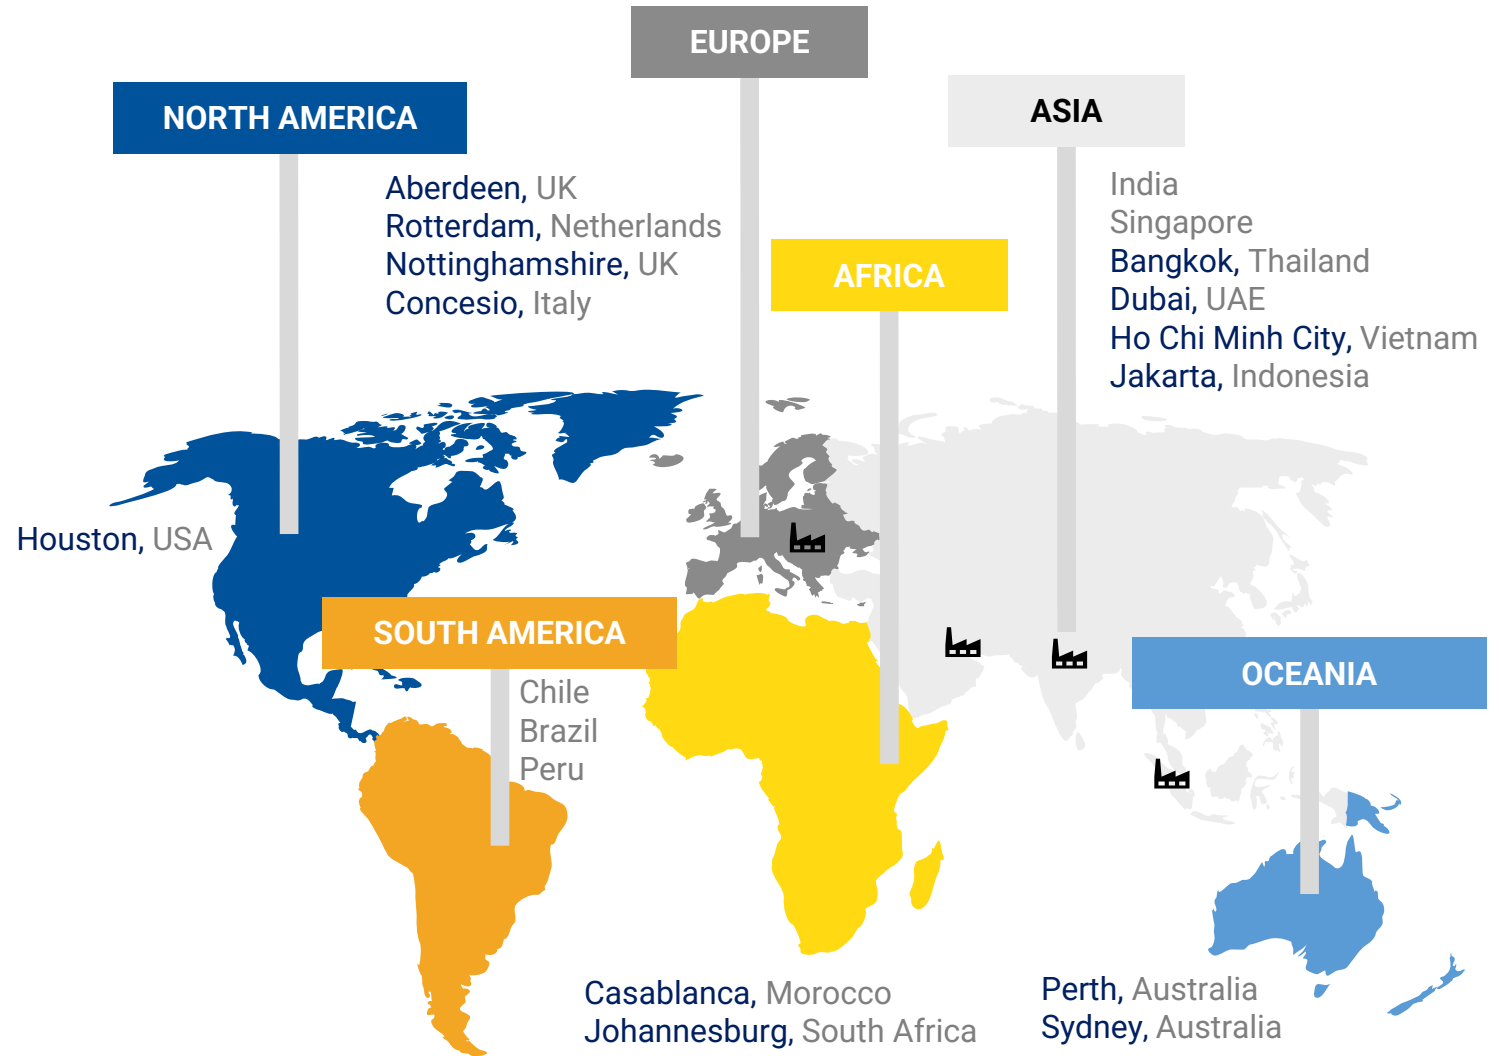 EUROPE
NORTH AMERICA
ASIA
Aberdeen, UK
Rotterdam, Netherlands
Nottinghamshire, UK
Concesio, Italy
India
Singapore
Bangkok, Thailand
Dubai, UAE
Ho Chi Minh City, Vietnam
Jakarta, Indonesia
AFRICA
Houston, USA
SOUTH AMERICA
Chile
Brazil
Peru
OCEANIA
Casablanca, Morocco
Johannesburg, South Africa
Perth, Australia
Sydney, Australia